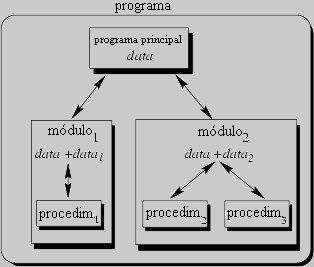 programa
programa principal
data
módulo1
módulo2
data +data1
data +data2
procedim1
procedim2
procedim3